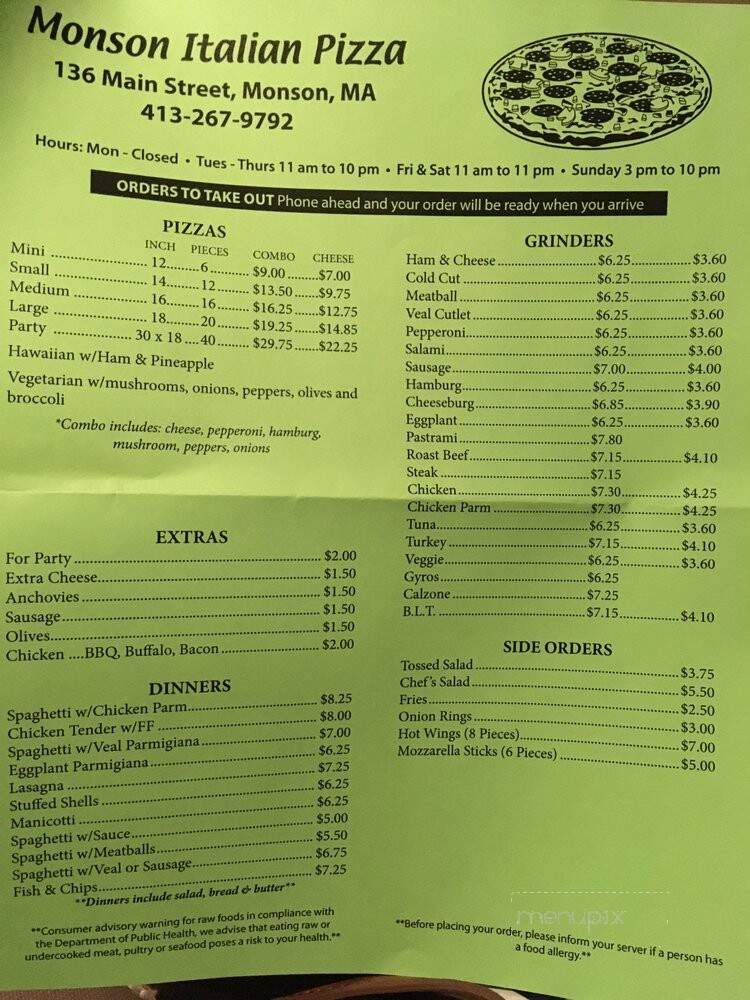 Monson Italian Pizza
136 Main Street, Monson, MA
413-267-9792
Hours: Mon - Closed • Tues - Thurs 11 am to 10 pm • Fri & Sat 11 am to 11 pm • Sunday 3 pm to 10 pm
ORDERS TO TAKE OUT Phone ahead and your order will be ready when you arrive
PIZZAS
INCH PIECES COMBO CHEESE
Mini ............ 12........6.......... $9.00 ........$7.00
Small ............ 14........ 12........ $13.50 ......$9.75
Medium ............ 16........ 16........ $16.25 ......$12.75
Large ............ 18........ 20........ $19.25 ......$14.85
Party ............ 30 x 18 ....40........ $29.75 ......$22.25
Hawaiian w/Ham & Pineapple
Vegetarian w/mushrooms, onions, peppers, olives and
broccoli
*Combo includes: cheese, pepperoni, hamburg,
mushroom, peppers, onions
EXTRAS
For Party ............ $2.00
Extra Cheese............ $1.50
Anchovies ............ $1.50
Sausage............ $1.50
Olives............ $1.50
Chicken ....BBQ, Buffalo, Bacon ............ $2.00
DINNERS
Spaghetti w/Chicken Parm............ $8.25
Chicken Tender w/FF ............ $8.00
Spaghetti w/Veal Parmigiana............ $7.00
Eggplant Parmigiana............ $6.25
Lasagna ............ $7.25
Stuffed Shells ............ $6.25
Manicotti ............ $6.25
Spaghetti w/Sauce............ $5.00
Spaghetti w/Meatballs............ $5.50
Spaghetti w/Veal or Sausage............ $6.75
Fish & Chips............ $7.25
**Dinners include salad, bread & butter**
**Consumer advisory warning for raw foods in compliance with
the Department of Public Health, we advise that eating raw or
undercooked meat, pultry or seafood poses a risk to your health.**
GRINDERS
Ham & Cheese ............ $6.25............ $3.60
Cold Cut ............ $6.25............ $3.60
Meatball ............ $6.25............ $3.60
Veal Cutlet ............ $6.25............ $3.60
Pepperoni............ $6.25............ $3.60
Salami............ $6.25............ $3.60
Sausage............ $7.00............ $4.00
Hamburg............ $6.25............ $3.60
Cheeseburg............ $6.85............ $3.90
Eggplant ............ $6.25............ $3.60
Pastrami ............ $7.80
Roast Beef............ $7.15............ $4.10
Steak ............ $7.15
Chicken ............ $7.30............ $4.25
Chicken Parm ............ $7.30............ $4.25
Tuna............ $6.25............ $3.60
Turkey ............ $7.15............ $4.10
Veggie............ $6.25............ $3.60
Gyros............ $6.25
Calzone ............ $7.25
B.L.T. ............ $7.15............ $4.10
SIDE ORDERS
Tossed Salad ............ $3.75
Chef's Salad............ $5.50
Fries............ $2.50
Onion Rings ............ $3.00
Hot Wings (8 Pieces)............ $7.00
Mozzarella Sticks (6 Pieces) ............ $5.00
menupix
**Before placing your order, please inform your server if a person has
a food allergy.**